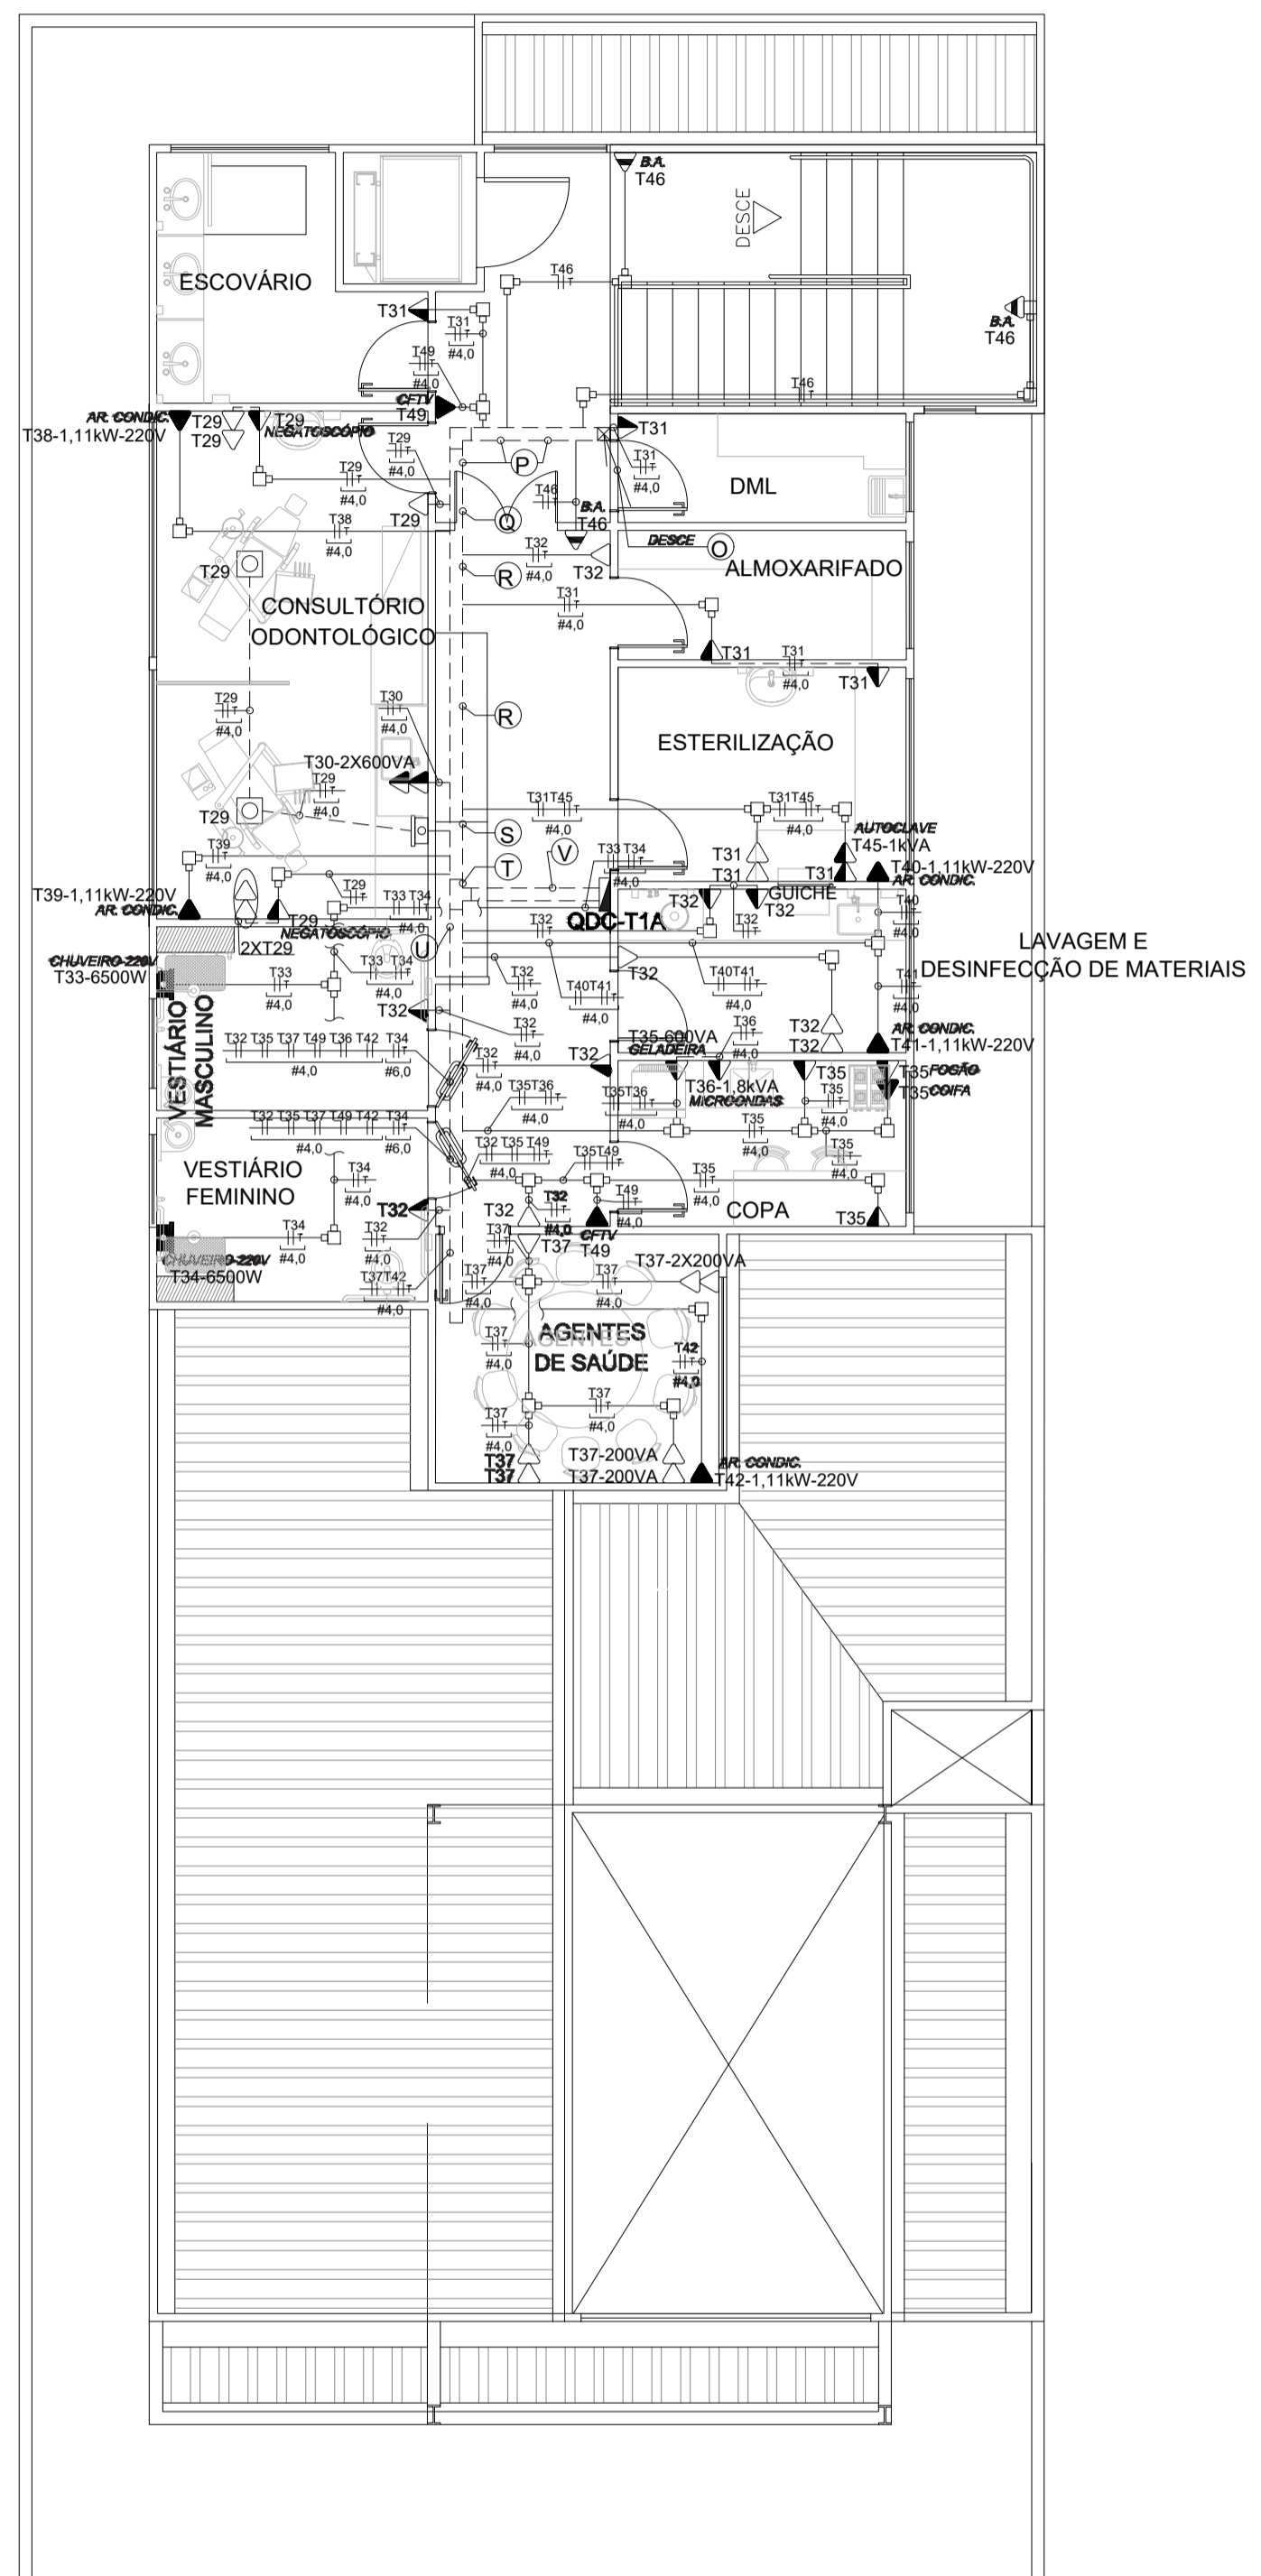 B.A.
T46
DESCE
ESCOVÁRIO
T46
T31
T31
#4,0
B.A.
T46
T49
#4,0
CFTV
T49
T46
AR. CONDIC.
T38-1,11kW-220V
T29
T29
T29
NEGATOSCÓPIO
T29
#4,0
T31
T31
#4,0
DML
T29
#4,0
P
T46
B.A.
T46
T29
Q
T38
#4,0
DESCE
O
T32
#4,0
T32
ALMOXARIFADO
T29
R
CONSULTÓRIO
ODONTOLÓGICO
T31
#4,0
T31
T31
#4,0
T31
T29
#4,0
T30
#4,0
R
ESTERILIZAÇÃO
T30-2X600VA
T29
#4,0
T29
T31T45
#4,0
T31T45
#4,0
S
AUTOCLAVE
T45-1kVA
T39
#4,0
V
T33 T34
#4,0
T31
T31
T31
T40-1,11kW-220V
AR. CONDIC.
T
T39-1,11kW-220V
AR. CONDIC.
T29
T33 T34
#4,0
T29
NEGATOSCÓPIO
2XT29
U
QDC-T1A
T32
T32
GUICHÊ
T32
T32
T40
#4,0
LAVAGEM E
DESINFECÇÃO DE MATERIAIS
CHUVEIRO-220V
T33-6500W
T33
#4,0
T33 T34
#4,0
T32
#4,0
T32
T40T41
#4,0
T40T41
#4,0
T41
#4,0
VESTIÁRIO
MASCULINO
T32
T32
#4,0
T35-600VA
GELADEIRA
T36
#4,0
T32
T32
AR. CONDIC.
T41-1,11kW-220V
T32 T35 T37 T49 T36 T42 T34
#4,0 #6,0
T32
#4,0
T32
T36-1,8kVA
MICROONDAS
T35
T35 FOGÃO
T35 COIFA
T35T36
#4,0
T35T36
#4,0
T35
#4,0
T32 T35 T37 T49 T42 T34
#4,0 #6,0
T35
#4,0
T35
#4,0
VESTIÁRIO
FEMININO
T32 T35 T49
#4,0
T35T49
#4,0
T34
#4,0
T35
#4,0
T32
T32
T32
#4,0
T49
#4,0
CFTV
T49
COPA
T35
T34
#4,0
T32
#4,0
CHUVEIRO-220V
T34-6500W
T37
#4,0
T37
T37-2X200VA
T37T42
#4,0
T37
#4,0
T37
#4,0
AGENTES
AGENTES
DE SAÚDE
T37
#4,0
T42
#4,0
T37
#4,0
T37
#4,0
T37
T37
T37-200VA
T37-200VA
AR. CONDIC.
T42-1,11kW-220V